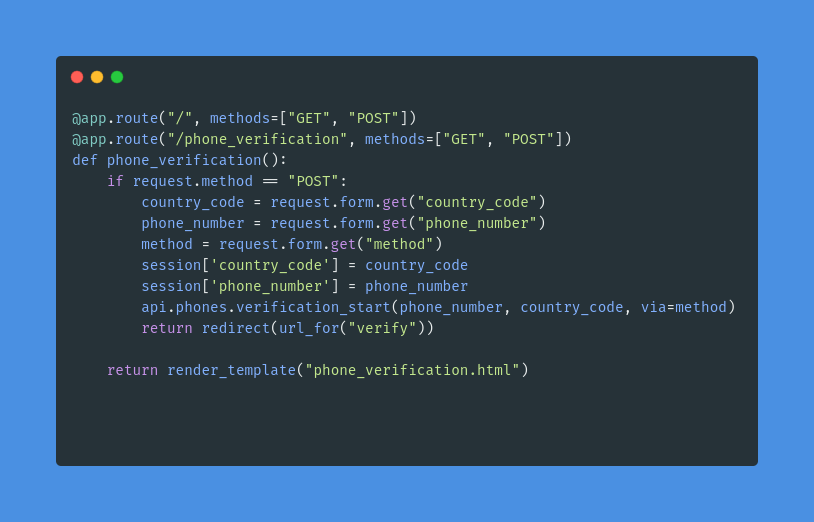 @app.route("/", methods=["GET", "POST"])
@app.route("/phone_verification", methods=["GET", "POST"])
def phone_verification():
    if request.method == "POST":
        country_code = request.form.get("country_code")
        phone_number = request.form.get("phone_number")
        method = request.form.get("method")
        session['country_code'] = country_code
        session['phone_number'] = phone_number
        api.phones.verification_start(phone_number, country_code, via=method)
        return redirect(url_for("verify"))

    return render_template("phone_verification.html")